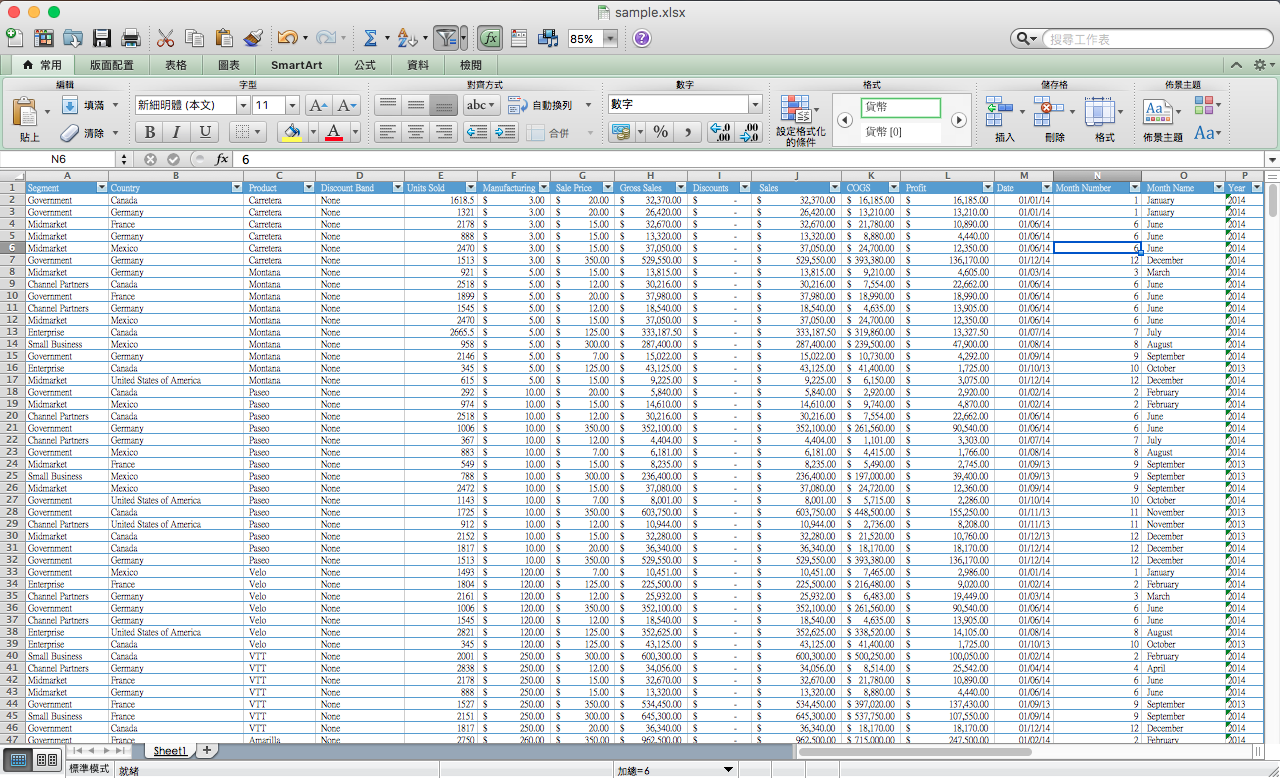 sample.xlsx
85%
搜尋工作表
常用 版面配置 表格 圖表 SmartArt 公式 資料 檢閱
編輯 字型 對齊方式 數字 格式 儲存格 佈景主題
貼上 填滿 清除 新細明體 (本文) 11 abc 自動換列 合併 數字 設定格式化的條件 貨幣 貨幣 [0] 插入 刪除 格式 佈景主題 Aa
N6 fx 6
A B C D E F G H I J K L M N O P
1 Segment Country Product Discount Band Units Sold Manufacturing Sale Price Gross Sales Discounts Sales COGS Profit Date Month Number Month Name Year
2 Government Canada Carretera None 1618.5 $ 3.00 $ 20.00 $ 32,370.00 $ - $ 32,370.00 $ 16,185.00 $ 16,185.00 01/01/14 1 January 2014
3 Government Germany Carretera None 1321 $ 3.00 $ 20.00 $ 26,420.00 $ - $ 26,420.00 $ 13,210.00 $ 13,210.00 01/01/14 1 January 2014
4 Midmarket France Carretera None 2178 $ 3.00 $ 15.00 $ 32,670.00 $ - $ 32,670.00 $ 21,780.00 $ 10,890.00 01/06/14 6 June 2014
5 Midmarket Germany Carretera None 888 $ 3.00 $ 15.00 $ 13,320.00 $ - $ 13,320.00 $ 8,880.00 $ 4,440.00 01/06/14 6 June 2014
6 Midmarket Mexico Carretera None 2470 $ 3.00 $ 15.00 $ 37,050.00 $ - $ 37,050.00 $ 24,700.00 $ 12,350.00 01/06/14 6 June 2014
7 Government Germany Carretera None 1513 $ 3.00 $ 350.00 $ 529,550.00 $ - $ 529,550.00 $ 393,380.00 $ 136,170.00 01/12/14 12 December 2014
8 Midmarket Germany Montana None 921 $ 5.00 $ 15.00 $ 13,815.00 $ - $ 13,815.00 $ 9,210.00 $ 4,605.00 01/03/14 3 March 2014
9 Channel Partners Canada Montana None 2518 $ 5.00 $ 12.00 $ 30,216.00 $ - $ 30,216.00 $ 7,554.00 $ 22,662.00 01/06/14 6 June 2014
10 Government France Montana None 1899 $ 5.00 $ 20.00 $ 37,980.00 $ - $ 37,980.00 $ 18,990.00 $ 18,990.00 01/06/14 6 June 2014
11 Channel Partners Germany Montana None 1545 $ 5.00 $ 12.00 $ 18,540.00 $ - $ 18,540.00 $ 4,635.00 $ 13,905.00 01/06/14 6 June 2014
12 Midmarket Mexico Montana None 2470 $ 5.00 $ 15.00 $ 37,050.00 $ - $ 37,050.00 $ 24,700.00 $ 12,350.00 01/06/14 6 June 2014
13 Enterprise Canada Montana None 2665.5 $ 5.00 $ 125.00 $ 333,187.50 $ - $ 333,187.50 $ 319,860.00 $ 13,327.50 01/07/14 7 July 2014
14 Small Business Mexico Montana None 958 $ 5.00 $ 300.00 $ 287,400.00 $ - $ 287,400.00 $ 239,500.00 $ 47,900.00 01/08/14 8 August 2014
15 Government Germany Montana None 2146 $ 5.00 $ 7.00 $ 15,022.00 $ - $ 15,022.00 $ 10,730.00 $ 4,292.00 01/09/14 9 September 2014
16 Enterprise Canada Montana None 345 $ 5.00 $ 125.00 $ 43,125.00 $ - $ 43,125.00 $ 41,400.00 $ 1,725.00 01/10/13 10 October 2013
17 Midmarket United States of America Montana None 615 $ 5.00 $ 15.00 $ 9,225.00 $ - $ 9,225.00 $ 6,150.00 $ 3,075.00 01/12/14 12 December 2014
18 Government Canada Paseo None 292 $ 10.00 $ 20.00 $ 5,840.00 $ - $ 5,840.00 $ 2,920.00 $ 2,920.00 01/02/14 2 February 2014
19 Midmarket Mexico Paseo None 974 $ 10.00 $ 15.00 $ 14,610.00 $ - $ 14,610.00 $ 9,740.00 $ 4,870.00 01/02/14 2 February 2014
20 Channel Partners Canada Paseo None 2518 $ 10.00 $ 12.00 $ 30,216.00 $ - $ 30,216.00 $ 7,554.00 $ 22,662.00 01/06/14 6 June 2014
21 Government Germany Paseo None 1006 $ 10.00 $ 350.00 $ 352,100.00 $ - $ 352,100.00 $ 261,560.00 $ 90,540.00 01/06/14 6 June 2014
22 Channel Partners Germany Paseo None 367 $ 10.00 $ 12.00 $ 4,404.00 $ - $ 4,404.00 $ 1,101.00 $ 3,303.00 01/07/14 7 July 2014
23 Government Mexico Paseo None 883 $ 10.00 $ 7.00 $ 6,181.00 $ - $ 6,181.00 $ 4,415.00 $ 1,766.00 01/08/14 8 August 2014
24 Midmarket France Paseo None 549 $ 10.00 $ 15.00 $ 8,235.00 $ - $ 8,235.00 $ 5,490.00 $ 2,745.00 01/09/13 9 September 2013
25 Small Business Mexico Paseo None 788 $ 10.00 $ 300.00 $ 236,400.00 $ - $ 236,400.00 $ 197,000.00 $ 39,400.00 01/09/13 9 September 2013
26 Midmarket Mexico Paseo None 2472 $ 10.00 $ 15.00 $ 37,080.00 $ - $ 37,080.00 $ 24,720.00 $ 12,360.00 01/09/14 9 September 2014
27 Government United States of America Paseo None 1143 $ 10.00 $ 7.00 $ 8,001.00 $ - $ 8,001.00 $ 5,715.00 $ 2,286.00 01/10/14 10 October 2014
28 Government Canada Paseo None 1725 $ 10.00 $ 350.00 $ 603,750.00 $ - $ 603,750.00 $ 448,500.00 $ 155,250.00 01/11/13 11 November 2013
29 Channel Partners United States of America Paseo None 912 $ 10.00 $ 12.00 $ 10,944.00 $ - $ 10,944.00 $ 2,736.00 $ 8,208.00 01/11/13 11 November 2013
30 Midmarket Canada Paseo None 2152 $ 10.00 $ 15.00 $ 32,280.00 $ - $ 32,280.00 $ 21,520.00 $ 10,760.00 01/12/13 12 December 2013
31 Government Canada Paseo None 1817 $ 10.00 $ 20.00 $ 36,340.00 $ - $ 36,340.00 $ 18,170.00 $ 18,170.00 01/12/14 12 December 2014
32 Government Germany Paseo None 1513 $ 10.00 $ 350.00 $ 529,550.00 $ - $ 529,550.00 $ 393,380.00 $ 136,170.00 01/12/14 12 December 2014
33 Government Mexico Velo None 1493 $ 120.00 $ 7.00 $ 10,451.00 $ - $ 10,451.00 $ 7,465.00 $ 2,986.00 01/01/14 1 January 2014
34 Enterprise France Velo None 1804 $ 120.00 $ 125.00 $ 225,500.00 $ - $ 225,500.00 $ 216,480.00 $ 9,020.00 01/02/14 2 February 2014
35 Channel Partners Germany Velo None 2161 $ 120.00 $ 12.00 $ 25,932.00 $ - $ 25,932.00 $ 6,483.00 $ 19,449.00 01/03/14 3 March 2014
36 Government Germany Velo None 1006 $ 120.00 $ 350.00 $ 352,100.00 $ - $ 352,100.00 $ 261,560.00 $ 90,540.00 01/06/14 6 June 2014
37 Channel Partners Germany Velo None 1545 $ 120.00 $ 12.00 $ 18,540.00 $ - $ 18,540.00 $ 4,635.00 $ 13,905.00 01/06/14 6 June 2014
38 Enterprise United States of America Velo None 2821 $ 120.00 $ 125.00 $ 352,625.00 $ - $ 352,625.00 $ 338,520.00 $ 14,105.00 01/08/14 8 August 2014
39 Enterprise Canada Velo None 345 $ 120.00 $ 125.00 $ 43,125.00 $ - $ 43,125.00 $ 41,400.00 $ 1,725.00 01/10/13 10 October 2013
40 Small Business Canada VTT None 2001 $ 250.00 $ 300.00 $ 600,300.00 $ - $ 600,300.00 $ 500,250.00 $ 100,050.00 01/02/14 2 February 2014
41 Channel Partners Germany VTT None 2838 $ 250.00 $ 12.00 $ 34,056.00 $ - $ 34,056.00 $ 8,514.00 $ 25,542.00 01/04/14 4 April 2014
42 Midmarket France VTT None 2178 $ 250.00 $ 15.00 $ 32,670.00 $ - $ 32,670.00 $ 21,780.00 $ 10,890.00 01/06/14 6 June 2014
43 Midmarket Germany VTT None 888 $ 250.00 $ 15.00 $ 13,320.00 $ - $ 13,320.00 $ 8,880.00 $ 4,440.00 01/06/14 6 June 2014
44 Government France VTT None 1527 $ 250.00 $ 350.00 $ 534,450.00 $ - $ 534,450.00 $ 397,020.00 $ 137,430.00 01/09/13 9 September 2013
45 Small Business France VTT None 2151 $ 250.00 $ 300.00 $ 645,300.00 $ - $ 645,300.00 $ 537,750.00 $ 107,550.00 01/09/14 9 September 2014
46 Government Canada VTT None 1817 $ 250.00 $ 20.00 $ 36,340.00 $ - $ 36,340.00 $ 18,170.00 $ 18,170.00 01/12/14 12 December 2014
47 Government France Amarilla None 2750 $ 260.00 $ 350.00 $ 962,500.00 $ - $ 962,500.00 $ 715,000.00 $ 247,500.00 01/02/14 2 February 2014
Sheet1
標準模式 就緒 加總=6